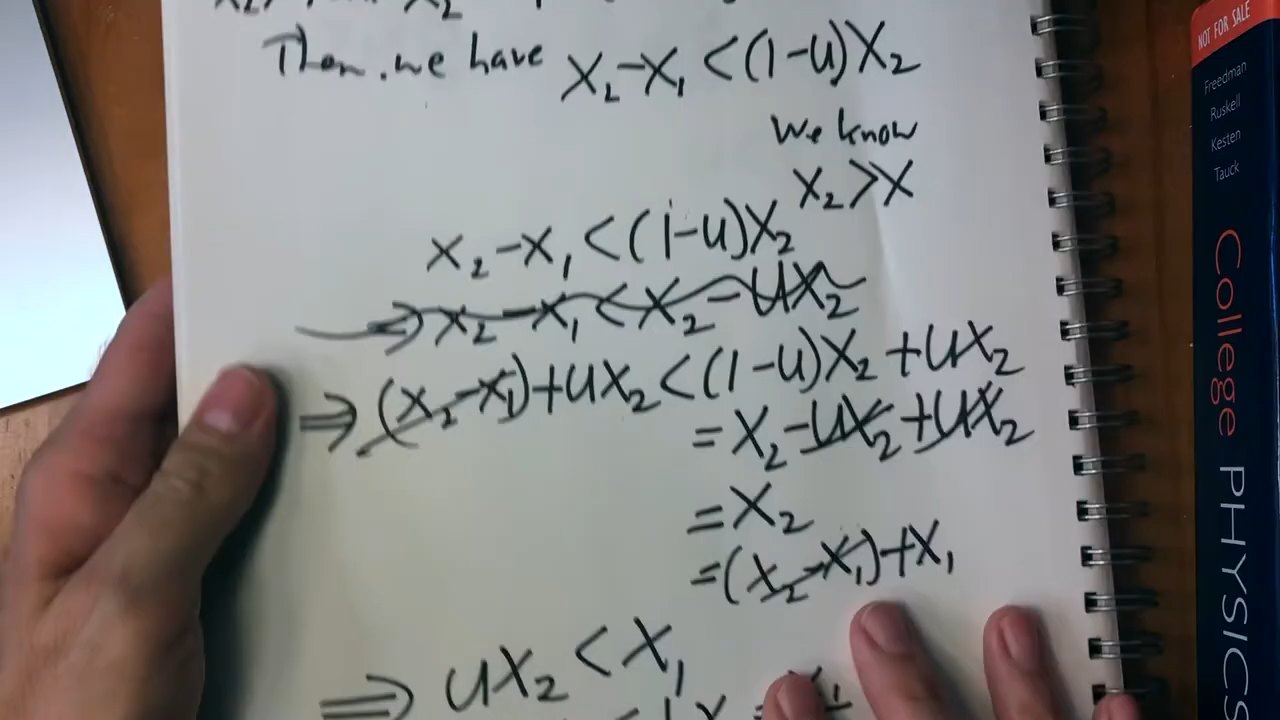 Then, we have X₂-X₁ <(1-u)X₂
We know
X₂>X
X₂-X₁ <(1-u)X₂
⇒ X₂-X₁ <X₂-UX₂
⇒ (X₂-X₁)+UX₂ <(1-u)X₂ +UX₂
= X₂-UX₂+UX₂
= X₂
=(X₂-X₁)+X₁
⇒ UX₂ < X₁
NOT FOR SALE
Freedman
Ruskell
Kesten
Tauck
College PHYSICS